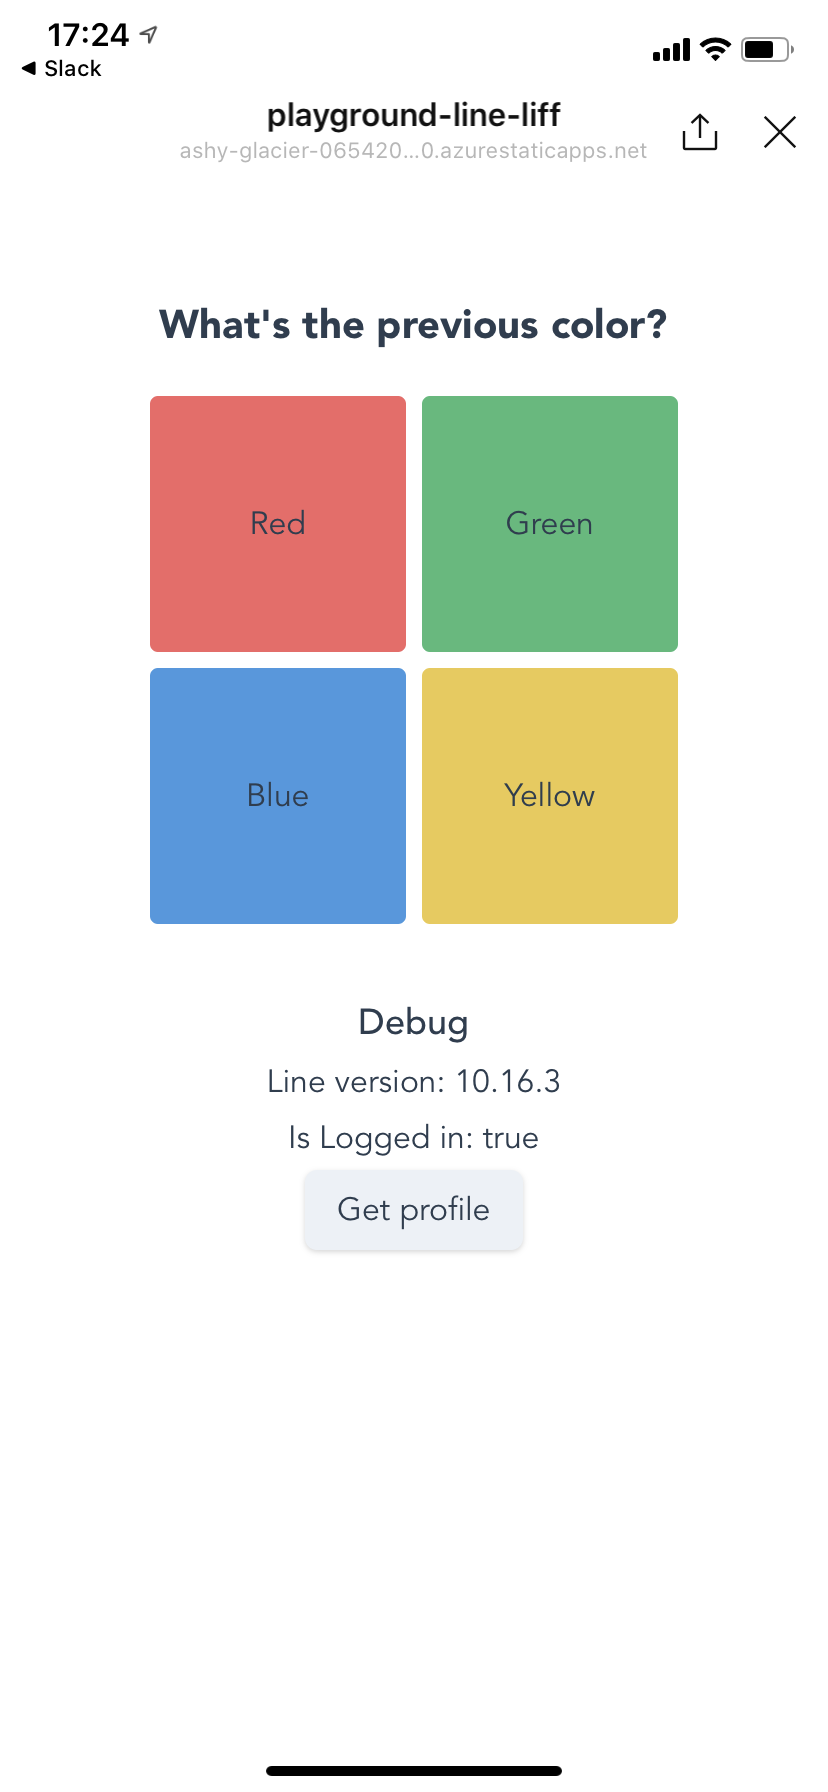 17:24
◀ Slack
playground-line-liff
ashy-glacier-065420...0.azurestaticapps.net
What's the previous color?
Red
Green
Blue
Yellow
Debug
Line version: 10.16.3
Is Logged in: true
Get profile